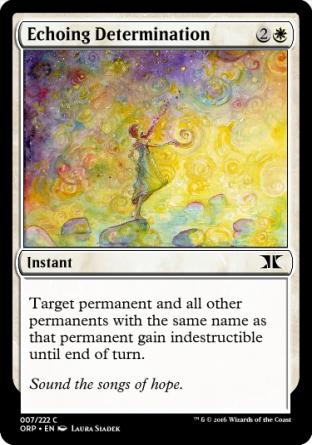 Echoing Determination 2
Instant
Target permanent and all other
permanents with the same name as
that permanent gain indestructible
until end of turn.
Sound the songs of hope.
007/222 C
ORP • EN LAURA SIADEK
™ & © 2016 Wizards of the Coast